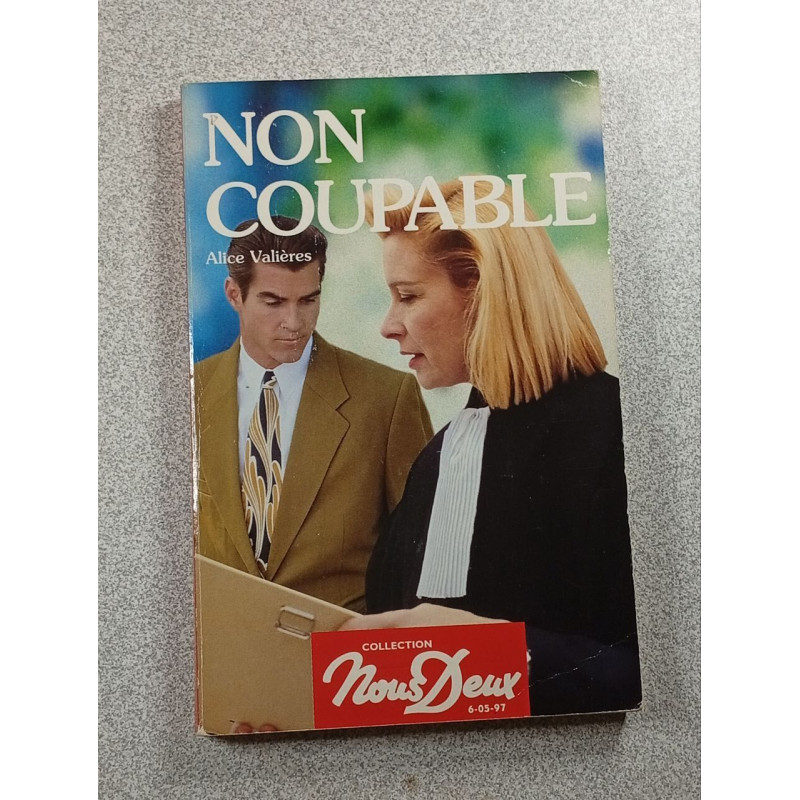 NON
COUPABLE
Alice Valières
COLLECTION
Nous Deux
6-05-97